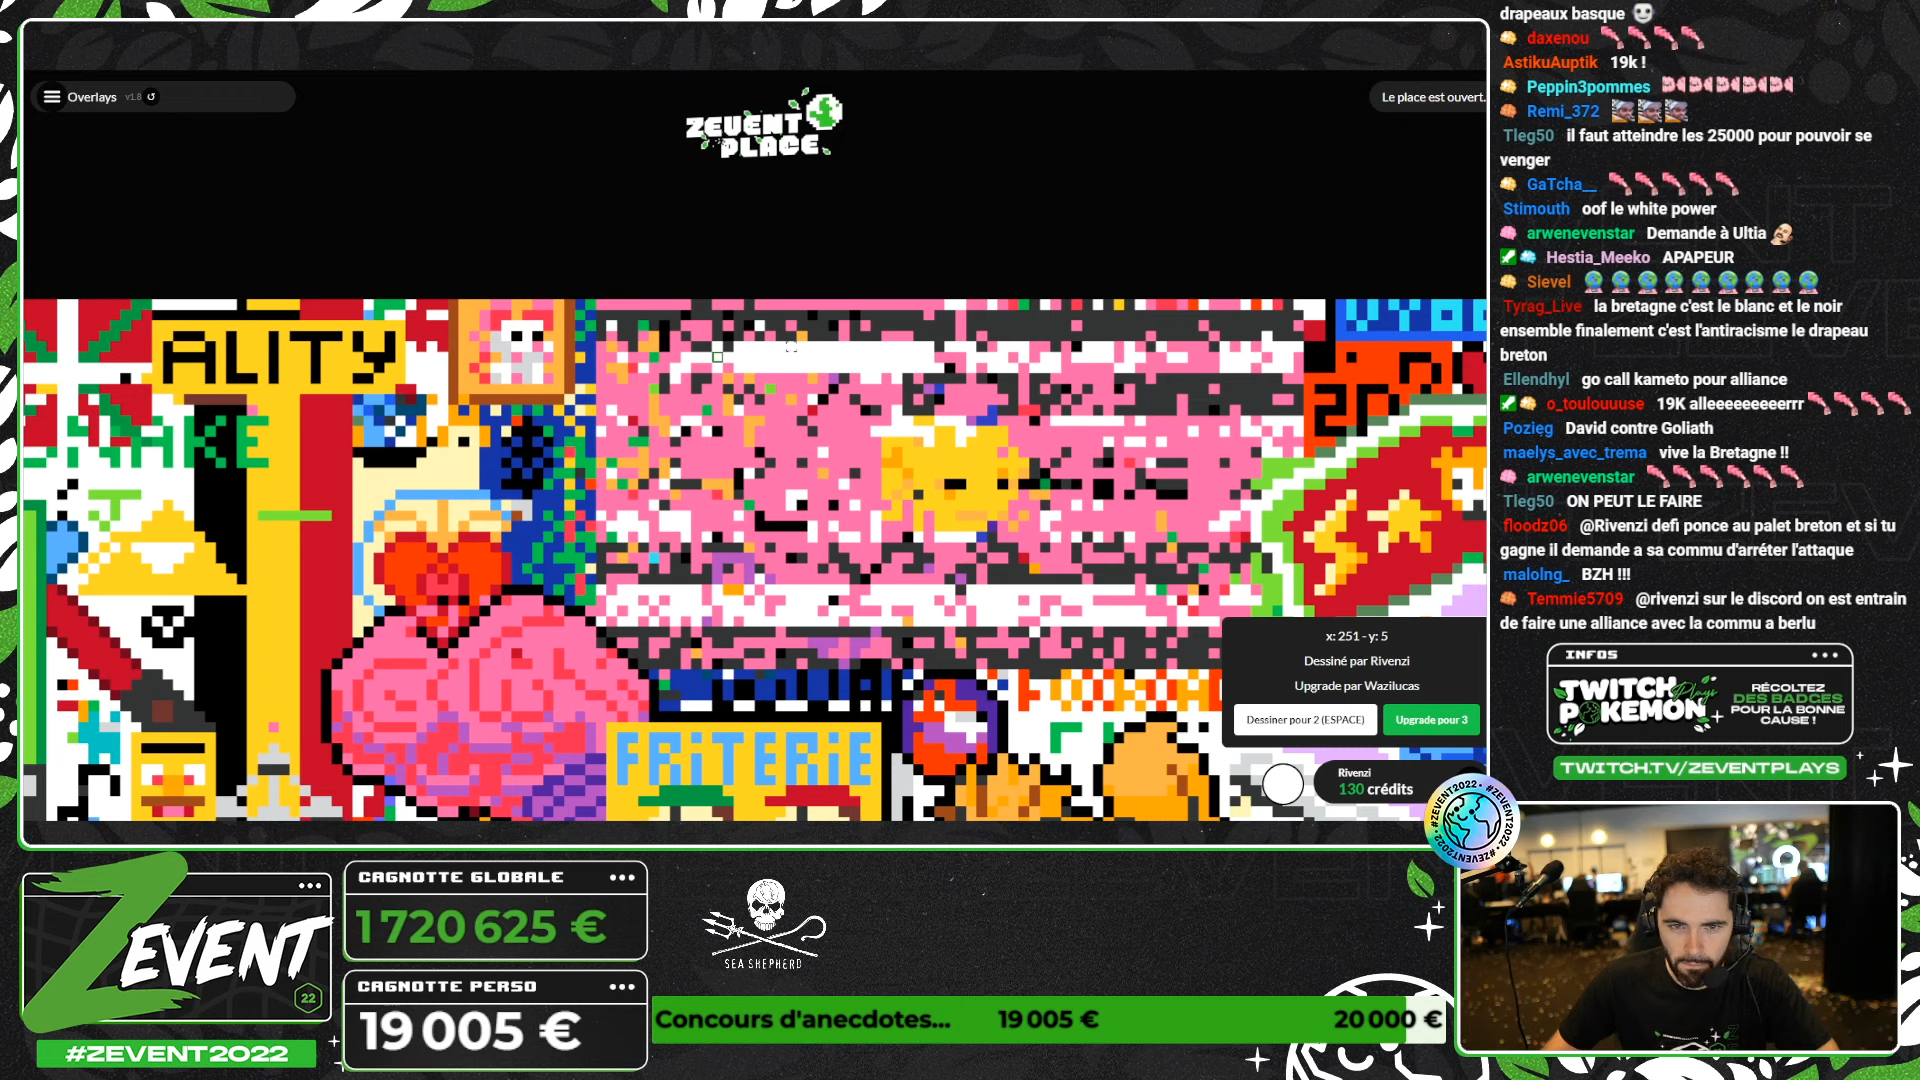 Overlays v1.8
ZEVENT
PLACE
Le place est ouvert.
ALITY
AKE
FRITERIE
x: 251 - y: 5
Dessiné par Rivenzi
Upgrade par Wazilucas
Dessiner pour 2 (ESPACE)
Upgrade pour 3
Rivenzi
130 crédits
drapeaux basque
daxenou
AstikuAuptik 19k !
Peppin3pommes
Remi_372
Tleg50 il faut atteindre les 25000 pour pouvoir se
venger
GaTcha__
Stimouth oof le white power
arwenevenstar Demande à Ultia
Hestia_Meeko APAPEUR
Slevel
Tyrag_Live la bretagne c'est le blanc et le noir
ensemble finalement c'est l'antiracisme le drapeau
breton
Ellendhyl go call kameto pour alliance
o_toulouuuse 19K alleeeeeeeeerrr
Pozieg David contre Goliath
maelys_avec_trema vive la Bretagne !!
arwenevenstar
Tleg50 ON PEUT LE FAIRE
floodz06 @Rivenzi defi ponce au palet breton et si tu
gagne il demande a sa commu d'arréter l'attaque
malolng_ BZH !!!
Temmie5709 @rivenzi sur le discord on est entrain
de faire une alliance avec la commu a berlu
INFOS
TWITCH Plays
POKEMON
RÉCOLTEZ
DES BADGES
POUR LA BONNE
CAUSE !
TWITCH.TV/ZEVENTPLAYS
#ZEVENT2022 • #ZEVENT2022 • #ZEVENT2022 •
ZEVENT
22
#ZEVENT2022
CAGNOTTE GLOBALE
1 720 625 €
CAGNOTTE PERSO
19 005 €
SEA SHEPHERD
Concours d'anecdotes... 19 005 € 20 000 €